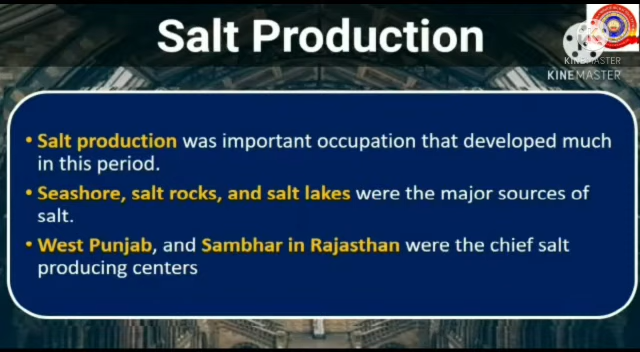 Salt Production
KINEMASTER
KINEMASTER
• Salt production was important occupation that developed much
in this period.
• Seashore, salt rocks, and salt lakes were the major sources of
salt.
• West Punjab, and Sambhar in Rajasthan were the chief salt
producing centers